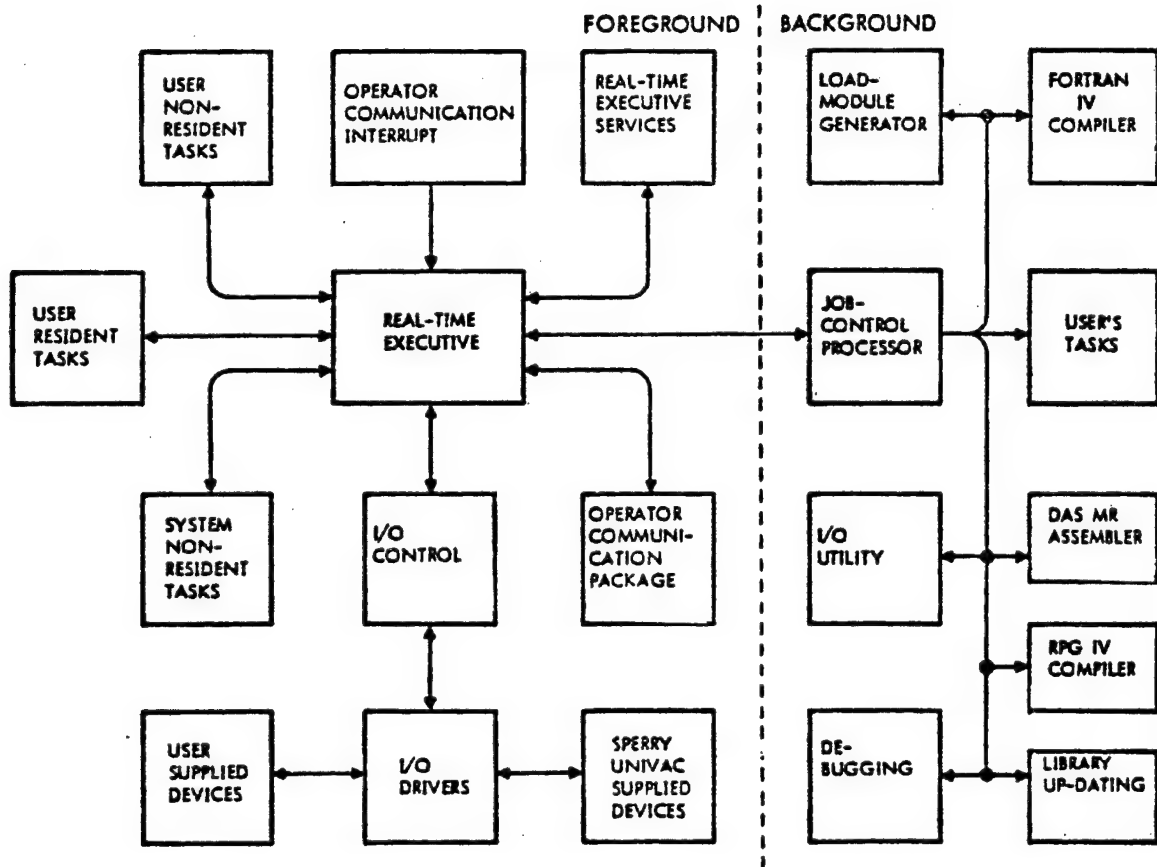 FOREGROUND
BACKGROUND
USER
NON-
RESIDENT
TASKS
OPERATOR
COMMUNICATION
INTERRUPT
REAL-TIME
EXECUTIVE
SERVICES
LOAD-
MODULE
GENERATOR
FORTRAN
IV
COMPILER
USER
RESIDENT
TASKS
REAL-TIME
EXECUTIVE
JOB-
CONTROL
PROCESSOR
USER'S
TASKS
SYSTEM
NON-
RESIDENT
TASKS
I/O
CONTROL
OPERATOR
COMMUNI-
CATION
PACKAGE
I/O
UTILITY
DAS MR
ASSEMBLER
RPG IV
COMPILER
USER
SUPPLIED
DEVICES
I/O
DRIVERS
SPERRY
UNIVAC
SUPPLIED
DEVICES
DE-
BUGGING
LIBRARY
UP-DATING